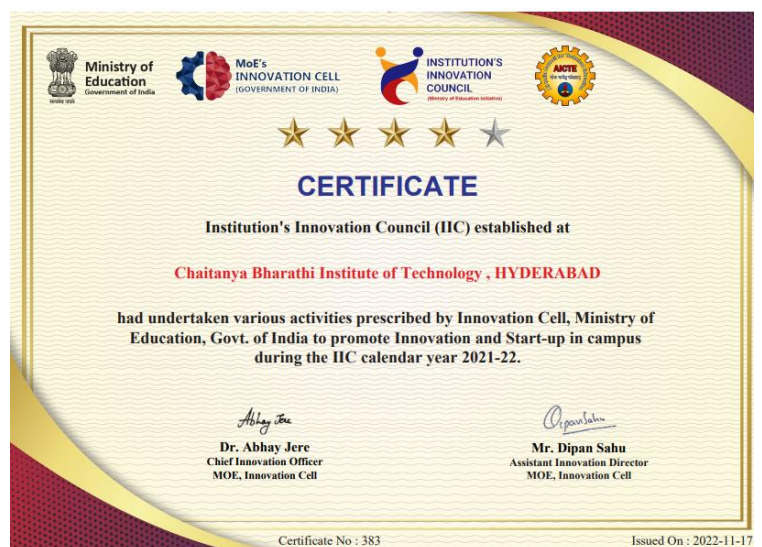 Ministry of
Education
Government of India
MoE's
INNOVATION CELL
(GOVERNMENT OF INDIA)
INSTITUTION'S
INNOVATION
COUNCIL
(Ministry of Education Initiative)
AICTE
CERTIFICATE
Institution's Innovation Council (IIC) established at
Chaitanya Bharathi Institute of Technology , HYDERABAD
had undertaken various activities prescribed by Innovation Cell, Ministry of
Education, Govt. of India to promote Innovation and Start-up in campus
during the IIC calendar year 2021-22.
Abhay Jere
Dipan Sahu
Dr. Abhay Jere
Chief Innovation Officer
MOE, Innovation Cell
Mr. Dipan Sahu
Assistant Innovation Director
MOE, Innovation Cell
Certificate No : 383
Issued On : 2022-11-17